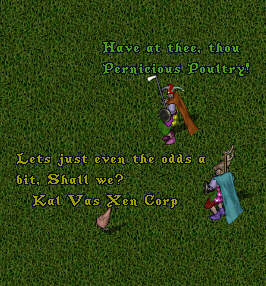 Have at thee, thou
Pernicious Poultry!
Lets just even the odds a
bit, Shall we?
Kal Vas Xen Corp